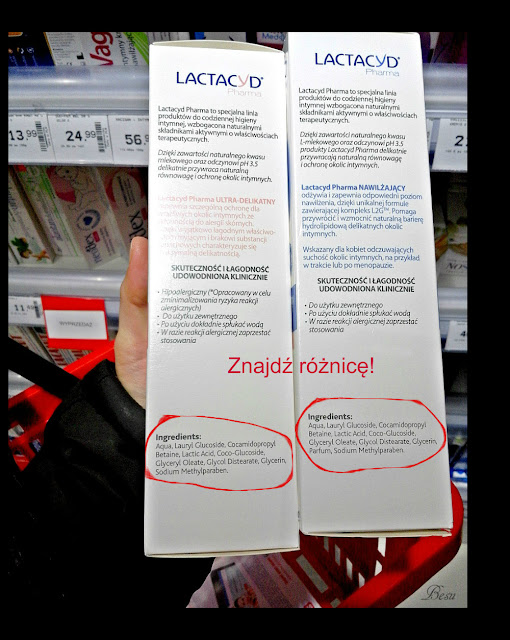 LACTACYD
Pharma
Lactacyd Pharma to specjalna linia
produktów do codziennej higieny
intymnej, wzbogacona naturalnymi
składnikami aktywnymi o właściwościach
terapeutycznych.
Dzięki zawartości naturalnego kwasu
mlekowego oraz odczynowi pH 3.5
delikatnie przywraca naturalną
równowagę i ochronę okolic intymnych.
Lactacyd Pharma ULTRA-DELIKATNY
SKUTECZNOŚĆ I ŁAGODNOŚĆ
UDOWODNIONA KLINICZNIE
• Hipoalergiczny (*Opracowany w celu
zminimalizowania ryzyka reakcji
alergicznych)
• Do użytku zewnętrznego
• Po użyciu dokładnie spłukać wodą
• W razie reakcji alergicznej zaprzestać
stosowania
Ingredients:
Aqua, Lauryl Glucoside, Cocamidopropyl
Betaine, Lactic Acid, Coco-Glucoside,
Glyceryl Oleate, Glycol Distearate, Glycerin,
Sodium Methylparaben.
LACTACYD
Pharma
Lactacyd Pharma to specjalna linia
produktów do codziennej higieny
intymnej, wzbogacona naturalnymi
składnikami aktywnymi o właściwościach
terapeutycznych.
Dzięki zawartości naturalnego kwasu
L-mlekowego oraz odczynowi pH 3.5
produkty Lactacyd Pharma delikatnie
przywracają naturalną równowagę
i ochronę okolic intymnych.
Lactacyd Pharma NAWILŻAJĄCY
odżywia i zapewnia odpowiedni poziom
nawilżenia, dzięki unikalnej formule
zawierającej kompleks L2G™. Pomaga
przywrócić i wzmocnić naturalną barierę
hydrolipidową delikatnych okolic
intymnych.
Wskazany dla kobiet odczuwających
suchość okolic intymnych, na przykład
w trakcie lub po menopauzie.
SKUTECZNOŚĆ I ŁAGODNOŚĆ
UDOWODNIONA KLINICZNIE
• Do użytku zewnętrznego
• Po użyciu dokładnie spłukać wodą
• W razie reakcji alergicznej zaprzestać
stosowania
Ingredients:
Aqua, Lauryl Glucoside, Cocamidopropyl
Betaine, Lactic Acid, Coco-Glucoside,
Glyceryl Oleate, Glycol Distearate, Glycerin,
Parfum, Sodium Methylparaben.
Znajdź różnicę!
13 99
24 99
56
WYPRZEDAŻ
Besu